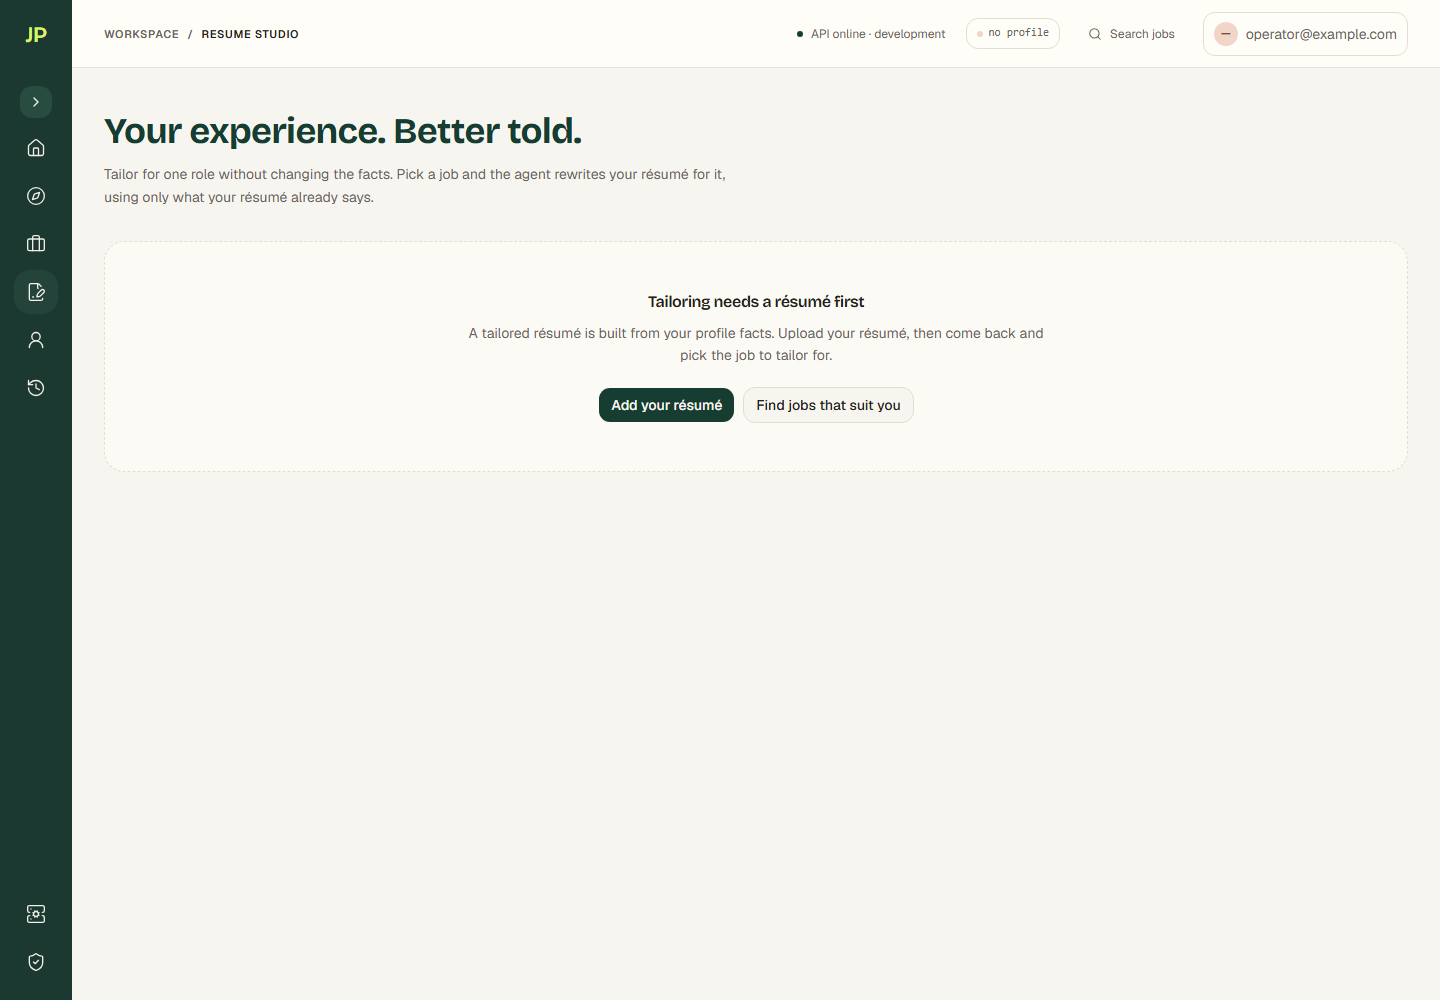 JP
WORKSPACE / RESUME STUDIO
API online · development
no profile
Search jobs
operator@example.com
Your experience. Better told.
Tailor for one role without changing the facts. Pick a job and the agent rewrites your résumé for it,
using only what your résumé already says.
Tailoring needs a résumé first
A tailored résumé is built from your profile facts. Upload your résumé, then come back and
pick the job to tailor for.
Add your résumé
Find jobs that suit you